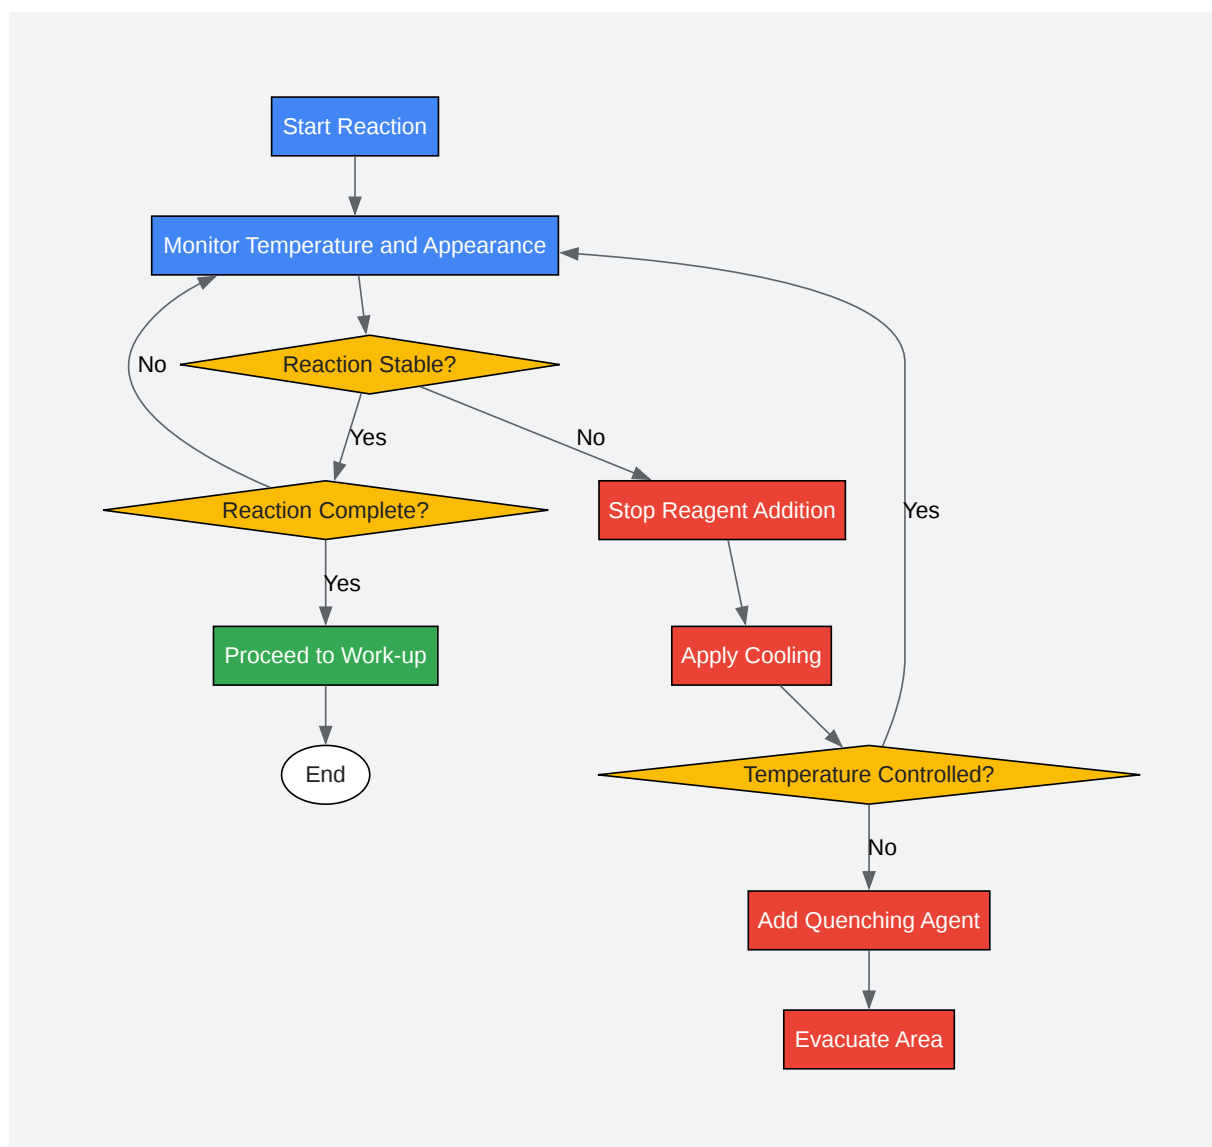 Start Reaction
Monitor Temperature and Appearance
No
Reaction Stable?
Yes
No
Reaction Complete?
Stop Reagent Addition
Yes
Yes
Proceed to Work-up
Apply Cooling
End
Temperature Controlled?
No
Add Quenching Agent
Evacuate Area